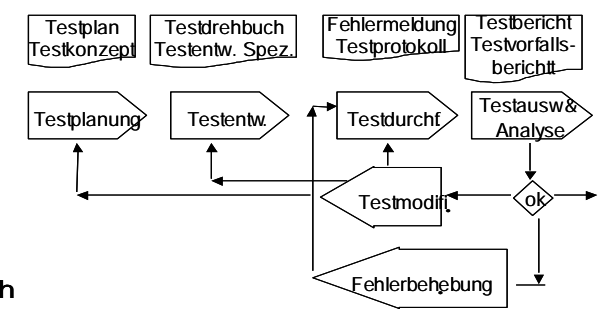 Testplan
Testkonzept
Testdrehbuch
Testentw. Spez.
Fehlermeldung
Testprotokoll
Testbericht
Testvorfalls-
berichtt
Testplanung
Testentw.
Testdurchf.
Testausw&
Analyse
Testmodifi.
ok
Fehlerbehebung
h